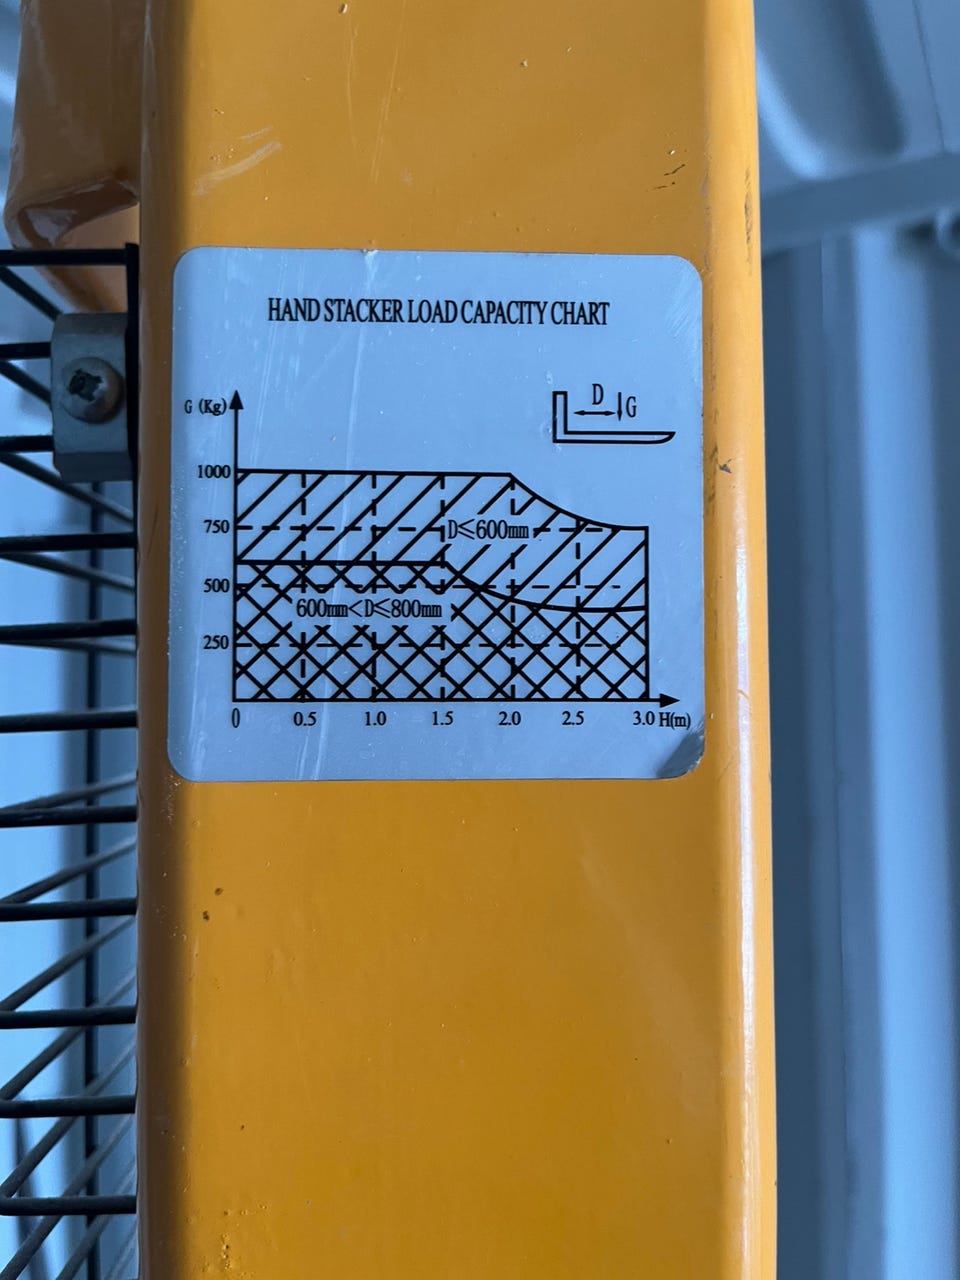 HAND STACKER LOAD CAPACITY CHART
D
G
G (Kg)
1000
750
D≤600mm
500
600mm<D≤800mm
250
0 0.5 1.0 1.5 2.0 2.5 3.0 H(m)